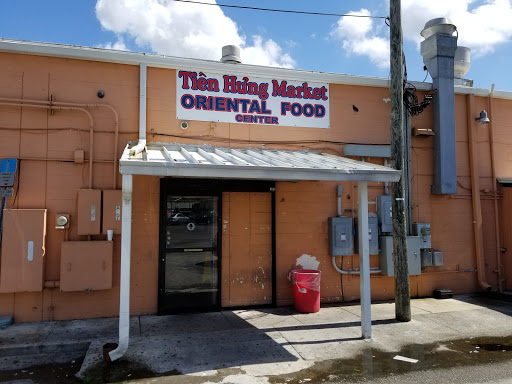 Tiên Hưng Market
ORIENTAL FOOD
CENTER